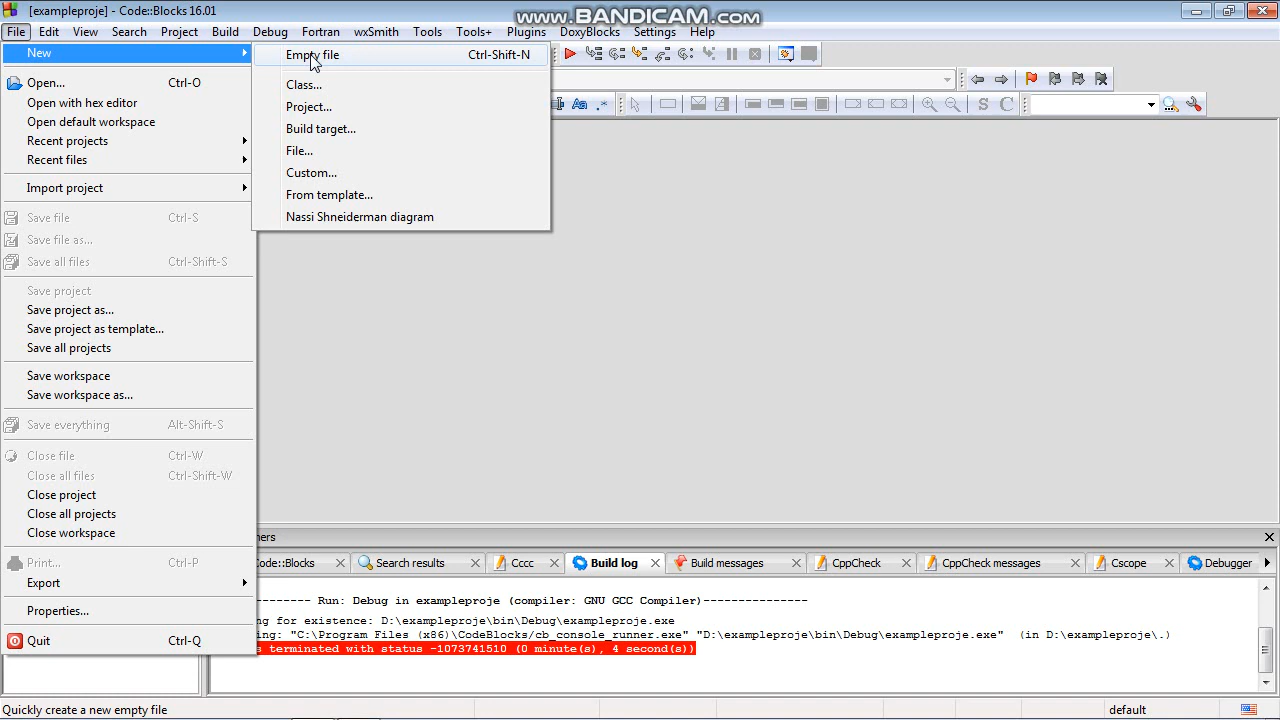 [exampleproje] - Code::Blocks 16.01
www.BANDICAM.com
File Edit View Search Project Build Debug Fortran wxSmith Tools Tools+ Plugins DoxyBlocks Settings Help
New
Empty file Ctrl-Shift-N
Class...
Project...
Build target...
File...
Custom...
From template...
Nassi Shneiderman diagram
Open... Ctrl-O
Open with hex editor
Open default workspace
Recent projects
Recent files
Import project
Save file Ctrl-S
Save file as...
Save all files Ctrl-Shift-S
Save project
Save project as...
Save project as template...
Save all projects
Save workspace
Save workspace as...
Save everything Alt-Shift-S
Close file Ctrl-W
Close all files Ctrl-Shift-W
Close project
Close all projects
Close workspace
Print... Ctrl-P
Export
Properties...
Quit Ctrl-Q
Aa .*
S C
ners
Code::Blocks Search results Cccc Build log Build messages CppCheck CppCheck messages Cscope Debugger
-------- Run: Debug in exampleproje (compiler: GNU GCC Compiler)---------------
ng for existence: D:\exampleproje\bin\Debug\exampleproje.exe
ing: "C:\Program Files (x86)\CodeBlocks/cb_console_runner.exe" "D:\exampleproje\bin\Debug\exampleproje.exe" (in D:\exampleproje\.)
s terminated with status -1073741510 (0 minute(s), 4 second(s))
Quickly create a new empty file
default